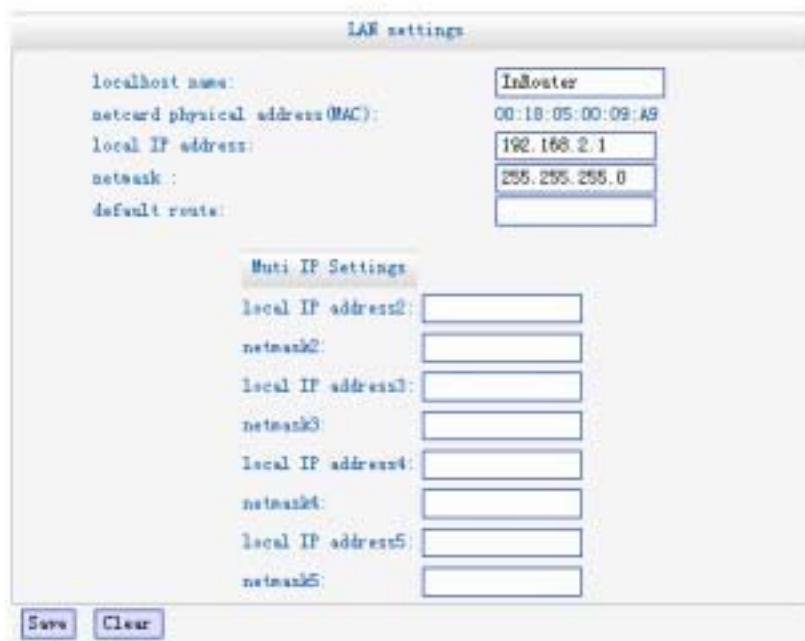 LAN settings
localhost name: InRouter
netcard physical address(MAC): 00:18:05:00:09:A9
local IP address: 192.168.2.1
netmask : 255.255.255.0
default route:
Muti IP Settings
local IP address2:
netmask2:
local IP address3:
netmask3:
local IP address4:
netmask4:
local IP address5:
netmask5:
Save Clear